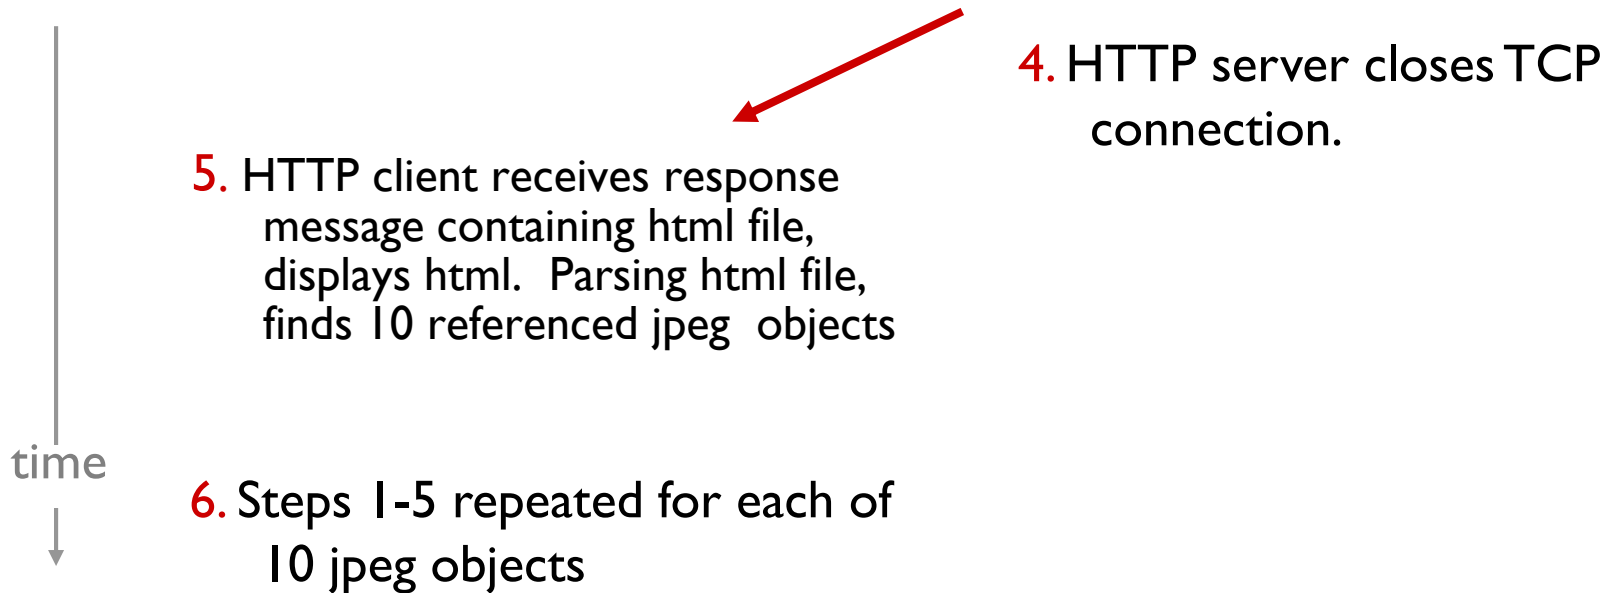 4. HTTP server closes TCP
connection.
5. HTTP client receives response
message containing html file,
displays html.  Parsing html file,
finds 10 referenced jpeg  objects
time
6. Steps 1-5 repeated for each of
10 jpeg objects